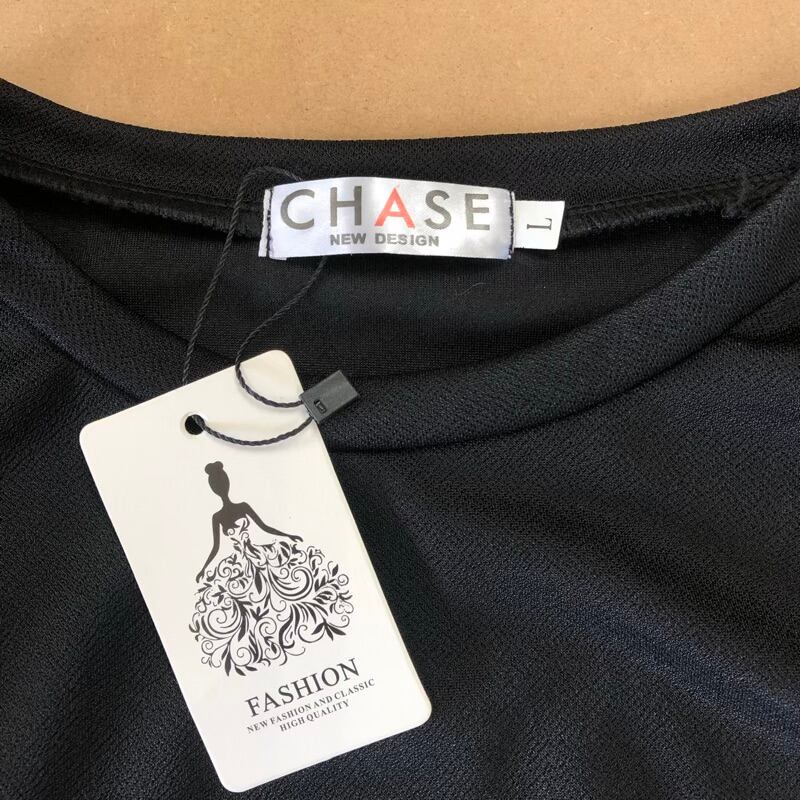 CHASE
NEW DESIGN
L
FASHION
NEW FASHION AND CLASSIC
HIGH QUALITY